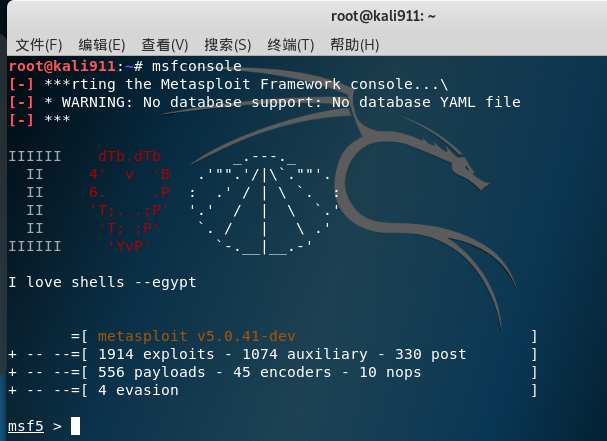 root@kali911: ~
文件(F) 编辑(E) 查看(V) 搜索(S) 终端(T) 帮助(H)
root@kali911:~# msfconsole
[-] ***rting the Metasploit Framework console...\
[-] * WARNING: No database support: No database YAML file
[-] ***
IIIIII    dTb.dTb        _.---._
  II     4'  v  'B   .'"".'/|\`.""'.
  II     6.     .P  :  .' / | \ `.  :
  II     'T;. .;P'  '.'  /  |  \  `.'
  II      'T; ;P'    `. /   |   \ .'
IIIIII     'YvP'       `-.__|__.-'
I love shells --egypt
       =[ metasploit v5.0.41-dev                          ]
+ -- --=[ 1914 exploits - 1074 auxiliary - 330 post       ]
+ -- --=[ 556 payloads - 45 encoders - 10 nops            ]
+ -- --=[ 4 evasion                                       ]
msf5 >